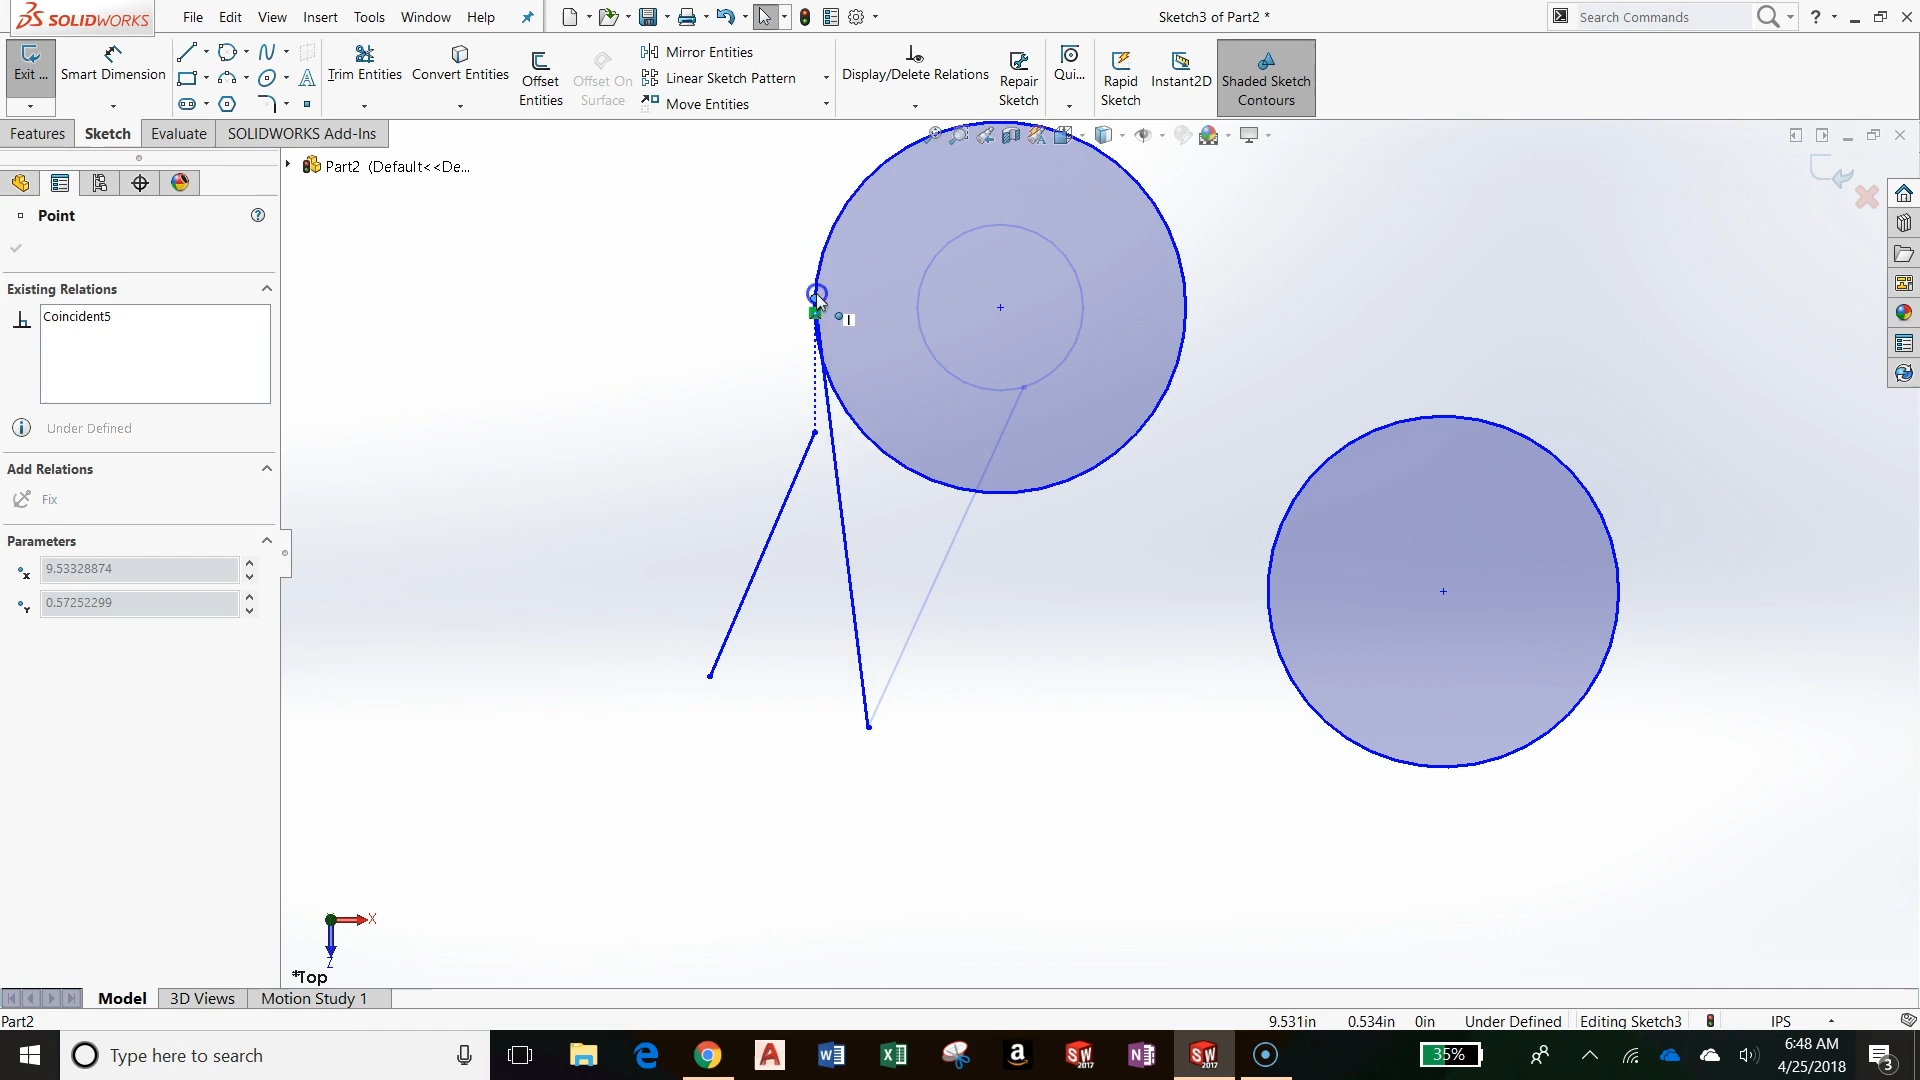 SOLIDWORKS File Edit View Insert Tools Window Help Sketch3 of Part2 * Search Commands
Exit ... Smart Dimension Trim Entities Convert Entities Offset Entities Offset On Surface Mirror Entities Display/Delete Relations Repair Sketch Qui... Rapid Sketch Instant2D Shaded Sketch Contours
Linear Sketch Pattern
Move Entities
Features Sketch Evaluate SOLIDWORKS Add-Ins
Part2 (Default<<De...
Point
Existing Relations
Coincident5
Under Defined
Add Relations
Fix
Parameters
9.53328874
0.57252299
X
Z
*Top
Model 3D Views Motion Study 1
Part2 9.531in 0.534in 0in Under Defined Editing Sketch3 IPS
Type here to search 35% 6:48 AM
4/25/2018 3